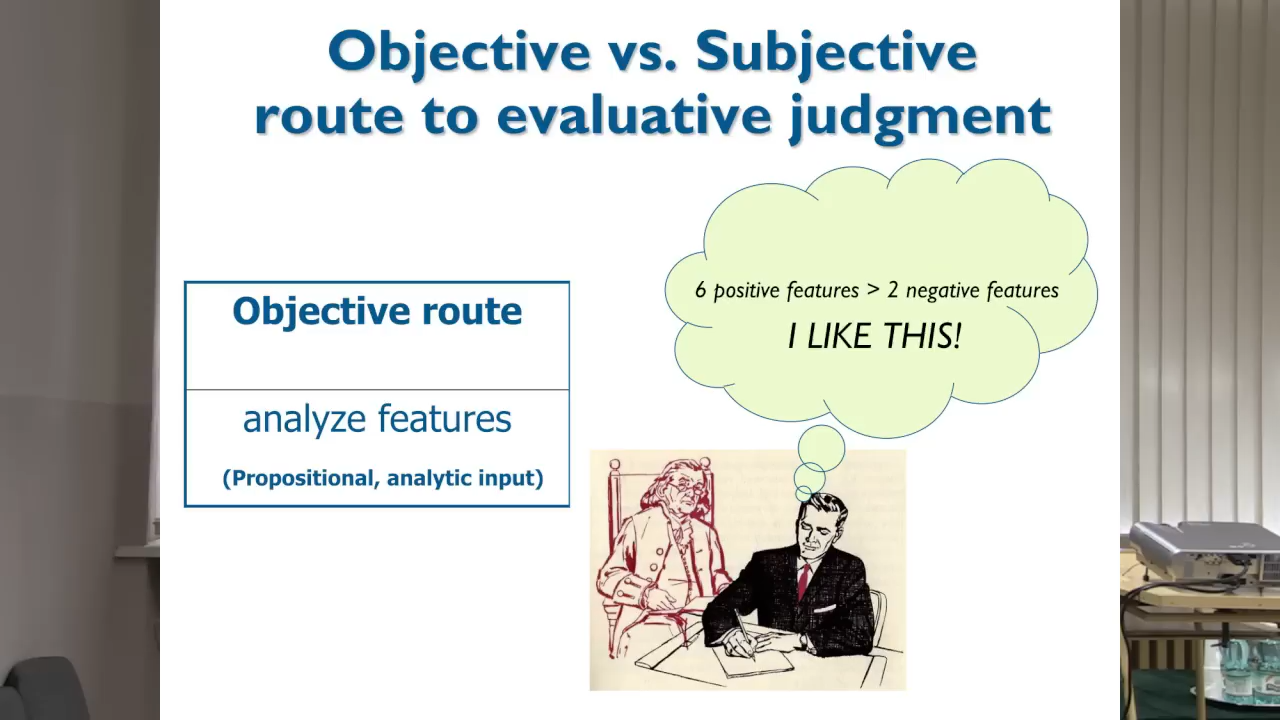 Objective vs. Subjective
route to evaluative judgment
Objective route
analyze features
(Propositional, analytic input)
6 positive features > 2 negative features
I LIKE THIS!